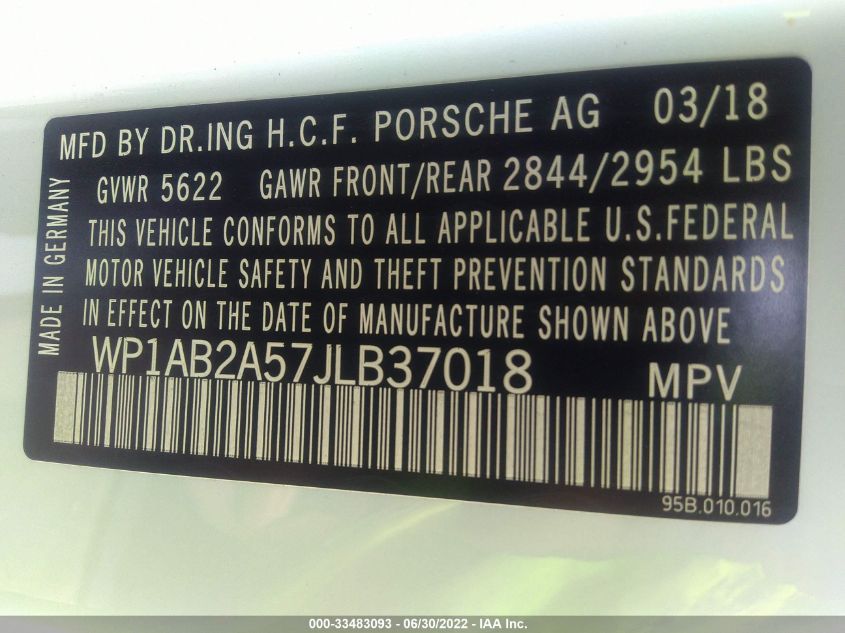 MFD BY DR.ING H.C.F. PORSCHE AG 03/18
GVWR 5622 GAWR FRONT/REAR 2844/2954 LBS
THIS VEHICLE CONFORMS TO ALL APPLICABLE U.S.FEDERAL
MOTOR VEHICLE SAFETY AND THEFT PREVENTION STANDARDS
IN EFFECT ON THE DATE OF MANUFACTURE SHOWN ABOVE
WP1AB2A57JLB37018 MPV
MADE IN GERMANY
95B.010.016
000-33483093 - 06/30/2022 - IAA Inc.